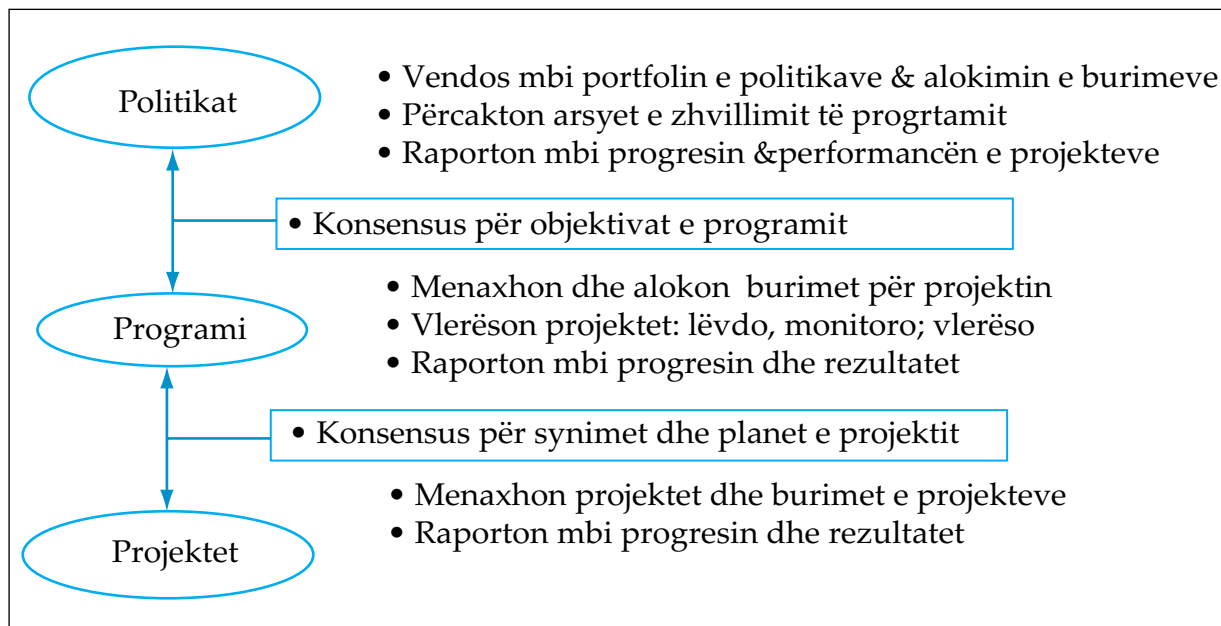 Politikat
• Vendos mbi portfolin e politikave & alokimin e burimeve
• Përcakton arsyet e zhvillimit të progrtamit
• Raporton mbi progresin &performancën e projekteve
• Konsensus për objektivat e programit
Programi
• Menaxhon dhe alokon burimet për projektin
• Vlerëson projektet: lëvdo, monitoro; vlerëso
• Raporton mbi progresin dhe rezultatet
• Konsensus për synimet dhe planet e projektit
Projektet
• Menaxhon projektet dhe burimet e projekteve
• Raporton mbi progresin dhe rezultatet